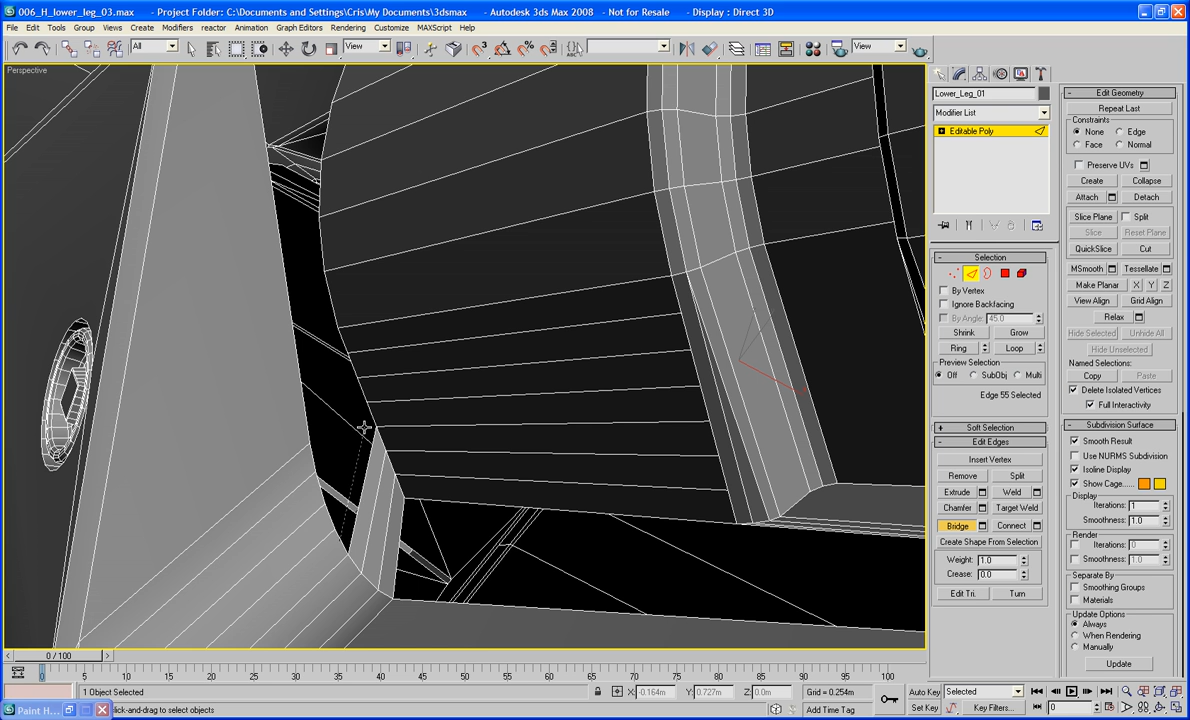 006_H_lower_leg_03.max - Project Folder: C:\Documents and Settings\Cris\My Documents\3dsmax - Autodesk 3ds Max 2008 - Not for Resale - Display : Direct 3D
File Edit Tools Group Views Create Modifiers reactor Animation Graph Editors Rendering Customize MAXScript Help
All View View
Perspective
Lower_Leg_01
Modifier List
Editable Poly
- Selection
By Vertex
Ignore Backfacing
By Angle: 45.0
Shrink Grow
Ring Loop
Preview Selection
Off SubObj Multi
Edge 55 Selected
+ Soft Selection
- Edit Edges
Insert Vertex
Remove Split
Extrude Weld
Chamfer Target Weld
Bridge Connect
Create Shape From Selection
Weight: 1.0
Crease: 0.0
Edit Tri. Turn
- Edit Geometry
Repeat Last
Constraints
None Edge
Face Normal
Preserve UVs
Create Collapse
Attach Detach
Slice Plane Split
Slice Reset Plane
QuickSlice Cut
MSmooth Tessellate
Make Planar X Y Z
View Align Grid Align
Relax
Hide Selected Unhide All
Hide Unselected
Named Selections:
Copy Paste
Delete Isolated Vertices
Full Interactivity
- Subdivision Surface
Smooth Result
Use NURMS Subdivision
Isoline Display
Show Cage......
Display
Iterations: 1
Smoothness: 1.0
Render
Iterations: 0
Smoothness: 1.0
Separate By
Smoothing Groups
Materials
Update Options
Always
When Rendering
Manually
Update
0 / 100
0 5 10 15 20 25 30 35 40 45 50 55 60 65 70 75 80 85 90 95 100
1 Object Selected X: -0.164m Y: 0.727m Z: 0.0m Grid = 0.254m Auto Key Selected
Paint H... lick-and-drag to select objects Add Time Tag Set Key Key Filters... 0